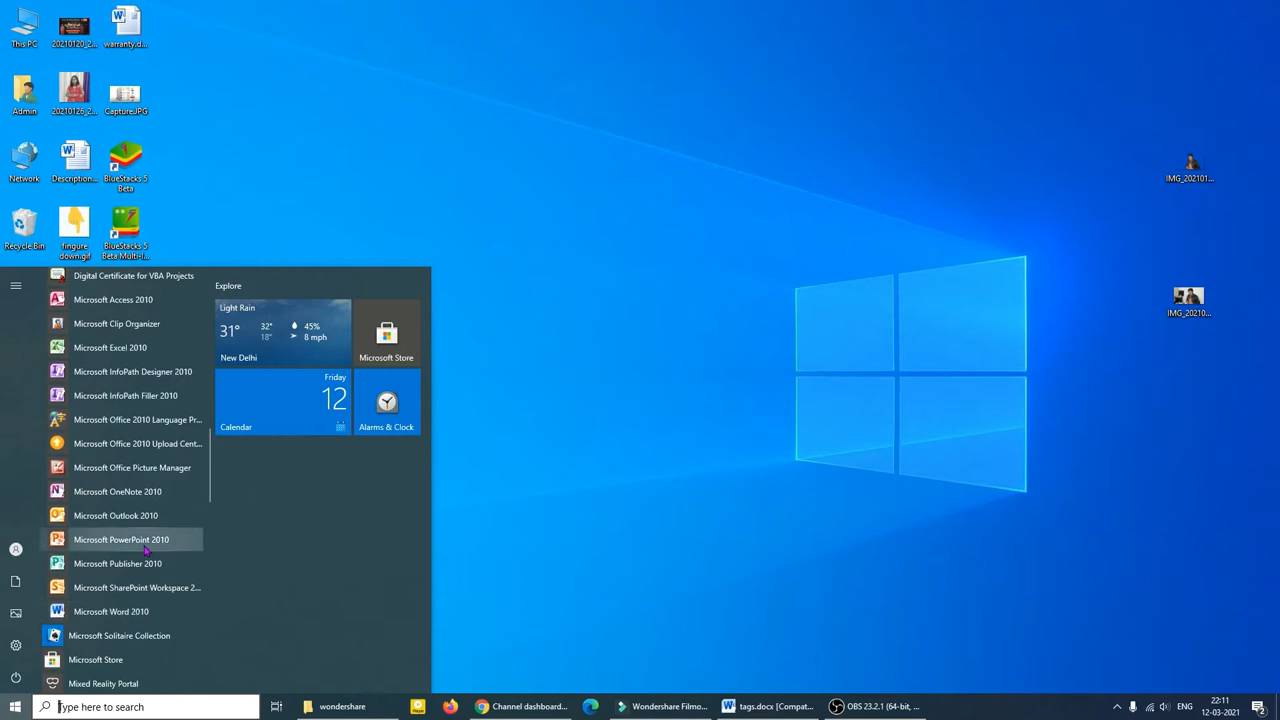 This PC
20210120_2...
warranty.d...
Admin
20210126_2...
CaptureJPG
Network
Description...
BlueStacks 5
Beta
Recycle Bin
fingure
down.gif
BlueStacks 5
Beta Multi-I...
IMG_202101...
IMG_20210...
Digital Certificate for VBA Projects
Microsoft Access 2010
Microsoft Clip Organizer
Microsoft Excel 2010
Microsoft InfoPath Designer 2010
Microsoft InfoPath Filler 2010
Microsoft Office 2010 Language Pr...
Microsoft Office 2010 Upload Cent...
Microsoft Office Picture Manager
Microsoft OneNote 2010
Microsoft Outlook 2010
Microsoft PowerPoint 2010
Microsoft Publisher 2010
Microsoft SharePoint Workspace 2...
Microsoft Word 2010
Microsoft Solitaire Collection
Microsoft Store
Mixed Reality Portal
Explore
Light Rain
31°
32°
18°
45%
8 mph
New Delhi
Microsoft Store
Friday
12
Calendar
Alarms & Clock
Type here to search
wondershare
Channel dashboard...
Wondershare Filmo...
tags.docx [Compat...
OBS 23.2.1 (64-bit, ...
22:11
12-03-2021
2